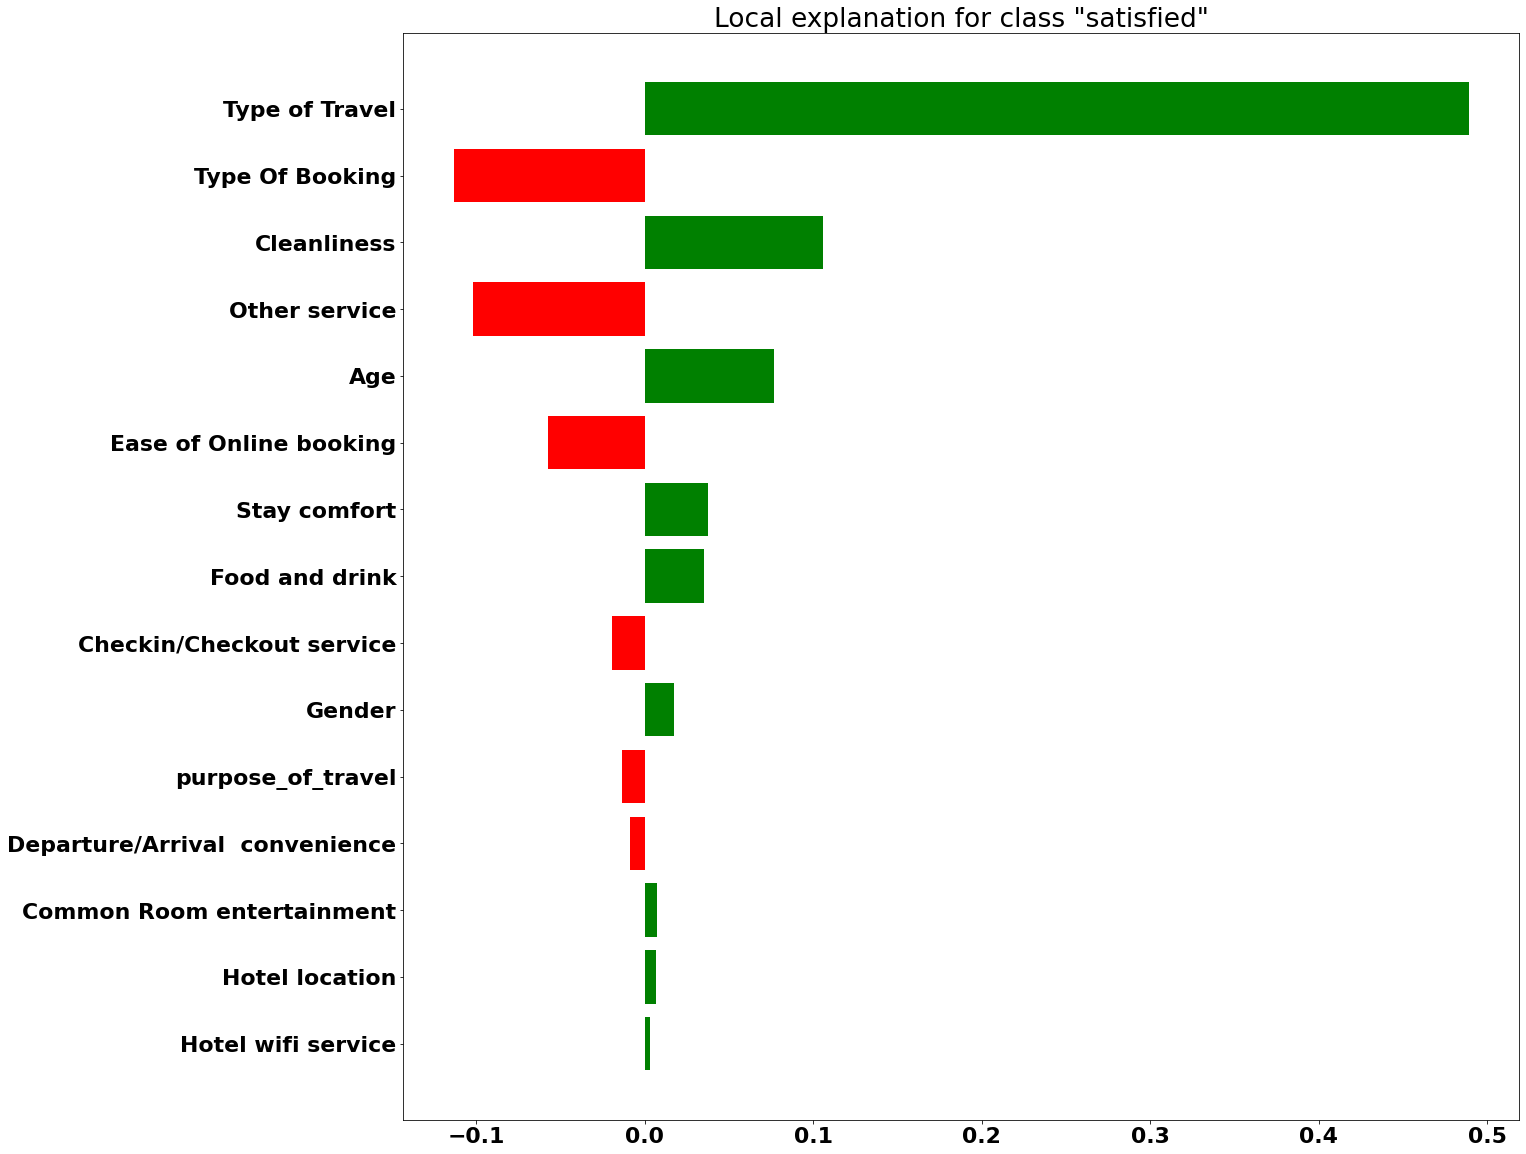 Local explanation for class "satisfied"
Type of Travel
Type Of Booking
Cleanliness
Other service
Age
Ease of Online booking
Stay comfort
Food and drink
Checkin/Checkout service
Gender
purpose_of_travel
Departure/Arrival  convenience
Common Room entertainment
Hotel location
Hotel wifi service
−0.1 0.0 0.1 0.2 0.3 0.4 0.5